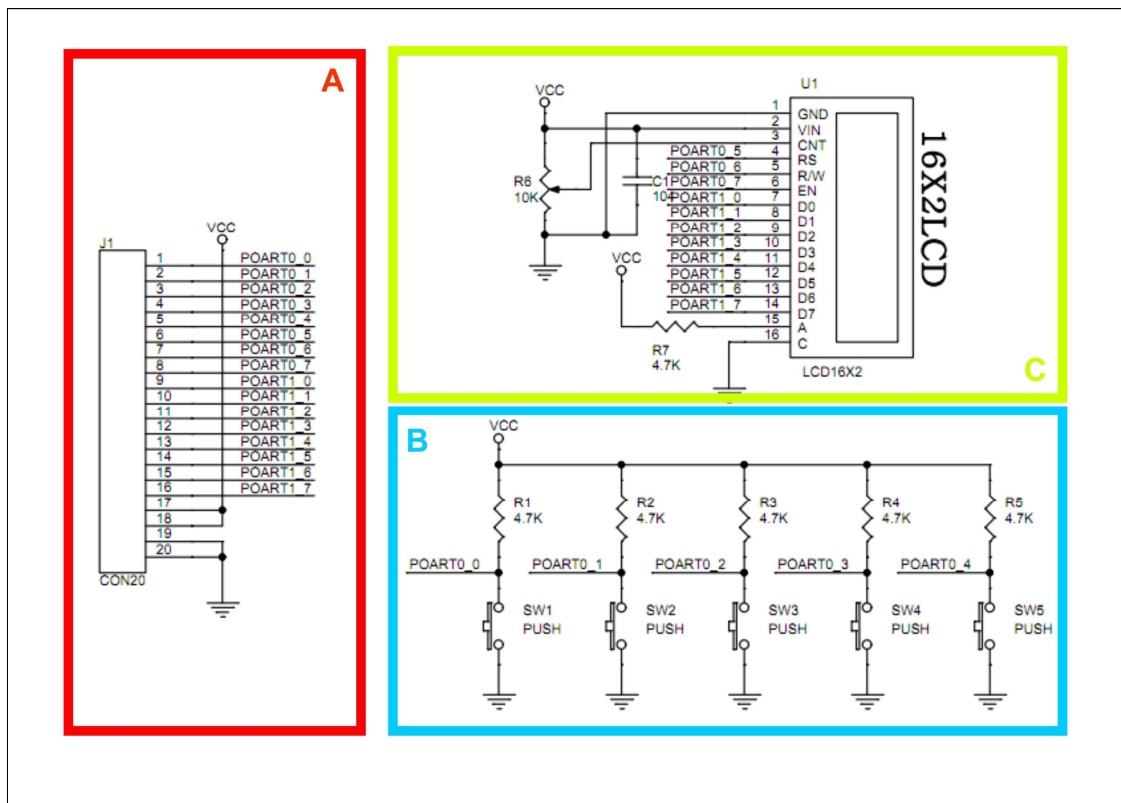 A
VCC
J1
1 POART0_0
2 POART0_1
3 POART0_2
4 POART0_3
5 POART0_4
6 POART0_5
7 POART0_6
8 POART0_7
9 POART1_0
10 POART1_1
11 POART1_2
12 POART1_3
13 POART1_4
14 POART1_5
15 POART1_6
16 POART1_7
17
18
19
20
CON20
C
U1
VCC
1 GND
2 VIN
3 CNT
POART0_5 4 RS
POART0_6 5 R/W
POART0_7 6 EN
POART1_0 7 D0
POART1_1 8 D1
POART1_2 9 D2
POART1_3 10 D3
POART1_4 11 D4
POART1_5 12 D5
POART1_6 13 D6
POART1_7 14 D7
15 A
16 C
R6
10K
C1
104
VCC
R7
4.7K
LCD16X2
16X2LCD
B
VCC
R1 R2 R3 R4 R5
4.7K 4.7K 4.7K 4.7K 4.7K
POART0_0 POART0_1 POART0_2 POART0_3 POART0_4
SW1 SW2 SW3 SW4 SW5
PUSH PUSH PUSH PUSH PUSH